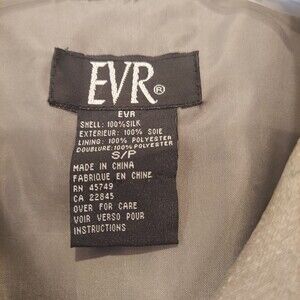 EVR®
EVR
SHELL: 100%SILK
EXTERIEUR: 100% SOIE
LINING: 100% POLYESTER
DOUBLURE:100% POLYESTER
S/P
MADE IN CHINA
FABRIQUE EN CHINE
RN 45749
CA 22845
OVER FOR CARE
VOIR VERSO POUR
INSTRUCTIONS